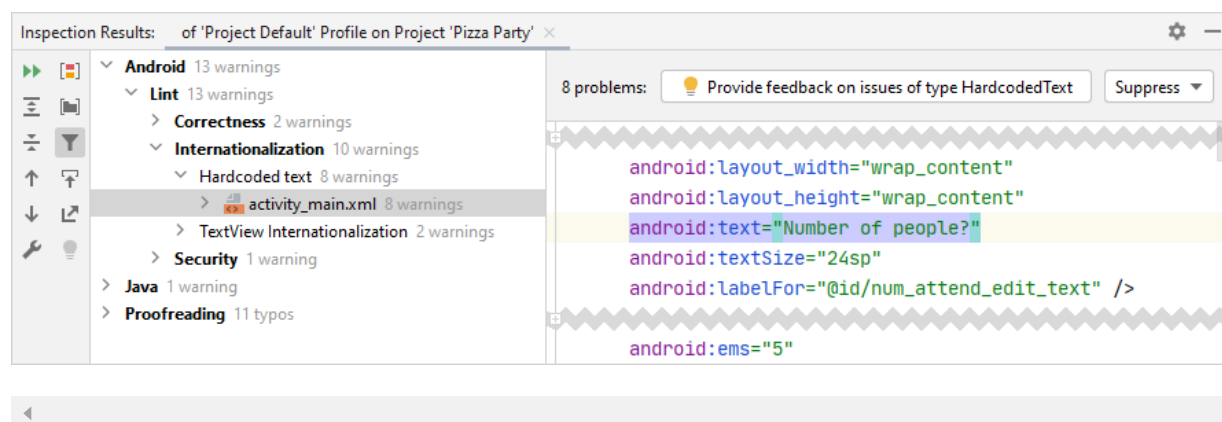 Inspection Results: of 'Project Default' Profile on Project 'Pizza Party'
Android 13 warnings
Lint 13 warnings
Correctness 2 warnings
Internationalization 10 warnings
Hardcoded text 8 warnings
activity_main.xml 8 warnings
TextView Internationalization 2 warnings
Security 1 warning
Java 1 warning
Proofreading 11 typos
8 problems: Provide feedback on issues of type HardcodedText Suppress
android:layout_width="wrap_content"
android:layout_height="wrap_content"
android:text="Number of people?"
android:textSize="24sp"
android:labelFor="@id/num_attend_edit_text" />
android:ems="5"